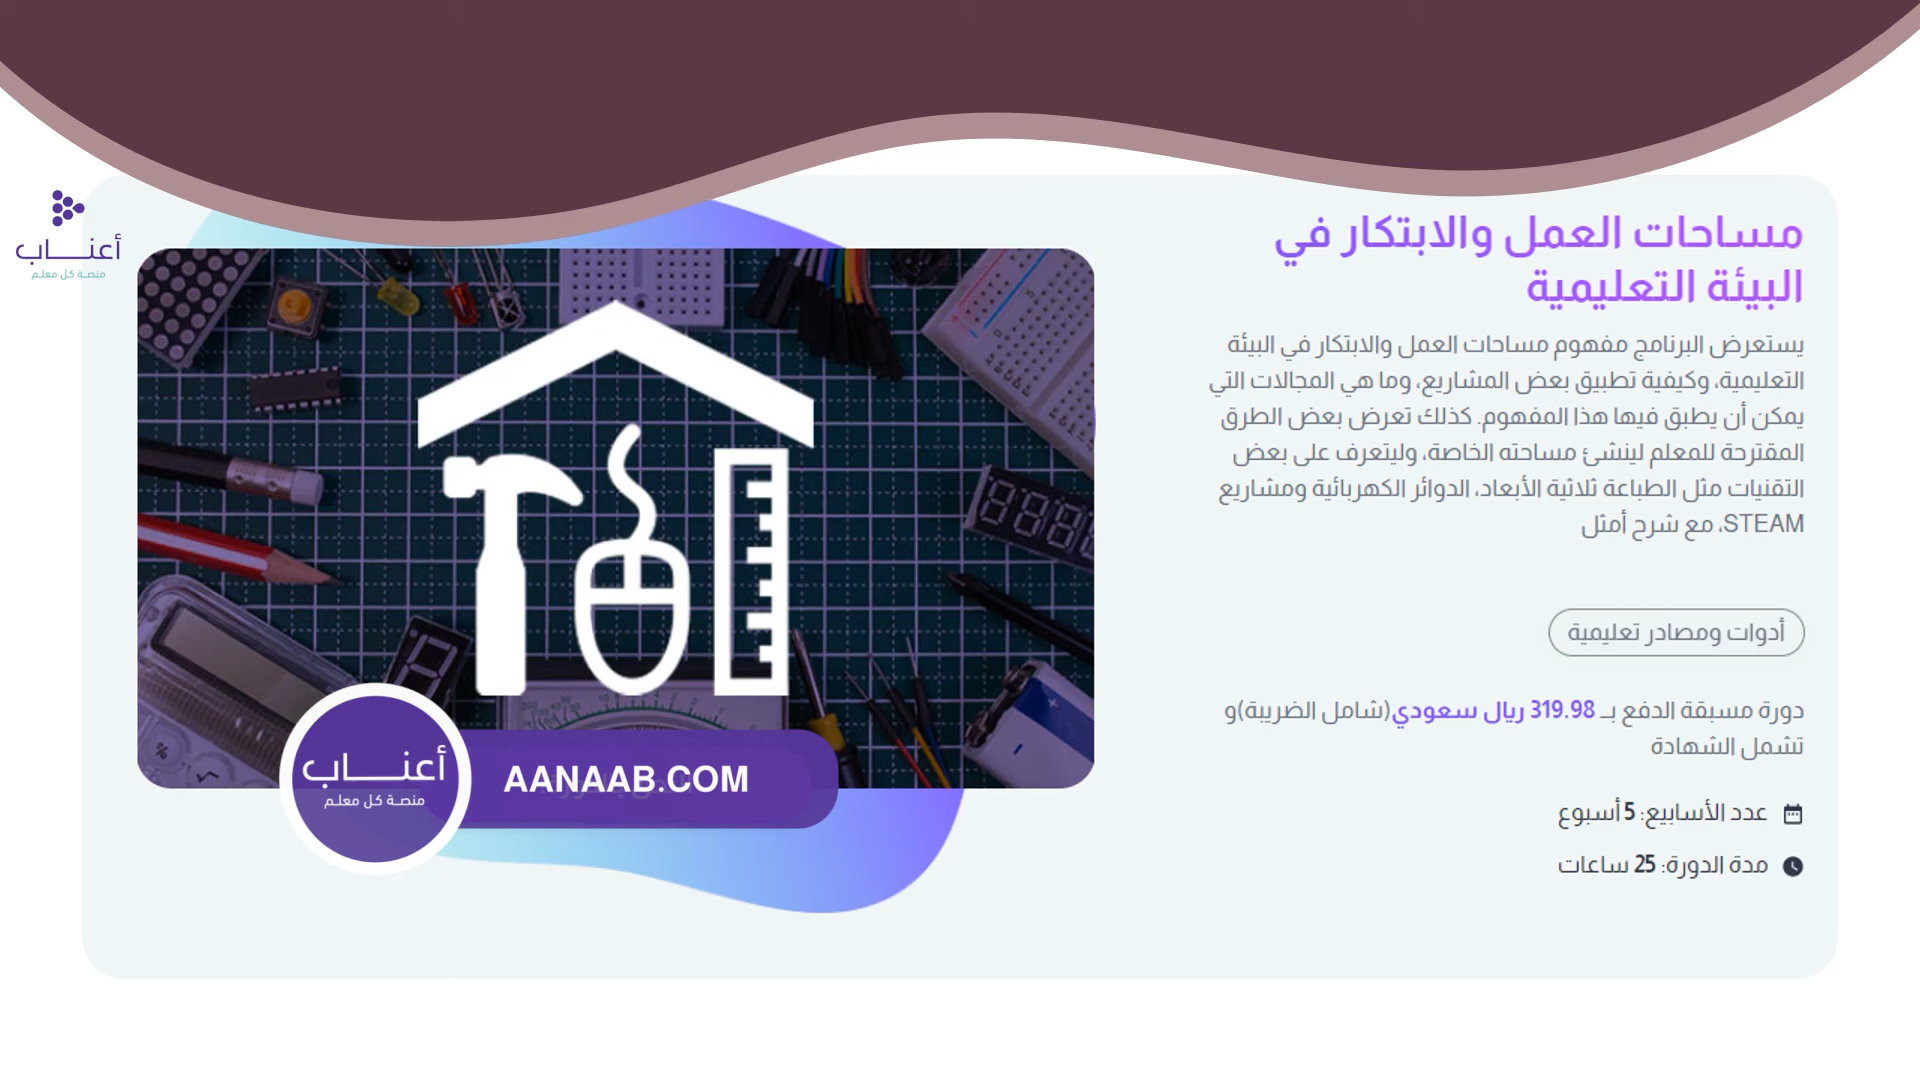 أعنـــاب
منصة كل معلم
مساحات العمل والابتكار في
البيئة التعليمية
يستعرض البرنامج مفهوم مساحات العمل والابتكار في البيئة
التعليمية، وكيفية تطبيق بعض المشاريع، وما هي المجالات التي
يمكن أن يطبق فيها هذا المفهوم. كذلك تعرض بعض الطرق
المقترحة للمعلم لينشئ مساحته الخاصة، وليتعرف على بعض
التقنيات مثل الطباعة ثلاثية الأبعاد، الدوائر الكهربائية ومشاريع
STEAM، مع شرح أمثل
أدوات ومصادر تعليمية
دورة مسبقة الدفع بـ 319.98 ريال سعودي(شامل الضريبة)و
تشمل الشهادة
عدد الأسابيع: 5 أسبوع
مدة الدورة: 25 ساعات
أعنـــاب
منصة كل معلم
AANAAB.COM